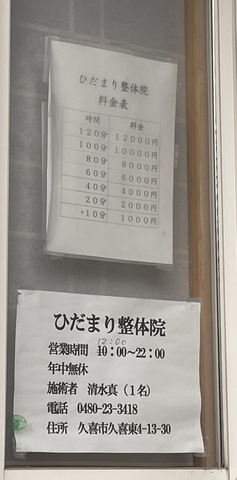 ひだまり整体院
料金表
時間 料金
120分 12000円
100分 10000円
80分 8000円
60分 6000円
40分 4000円
20分 2000円
+10分 1000円
ひだまり整体院
12:00
営業時間 10:00~22:00
年中無休
施術者 清水真(1名)
電話 0480-23-3418
住所 久喜市久喜東4-13-30